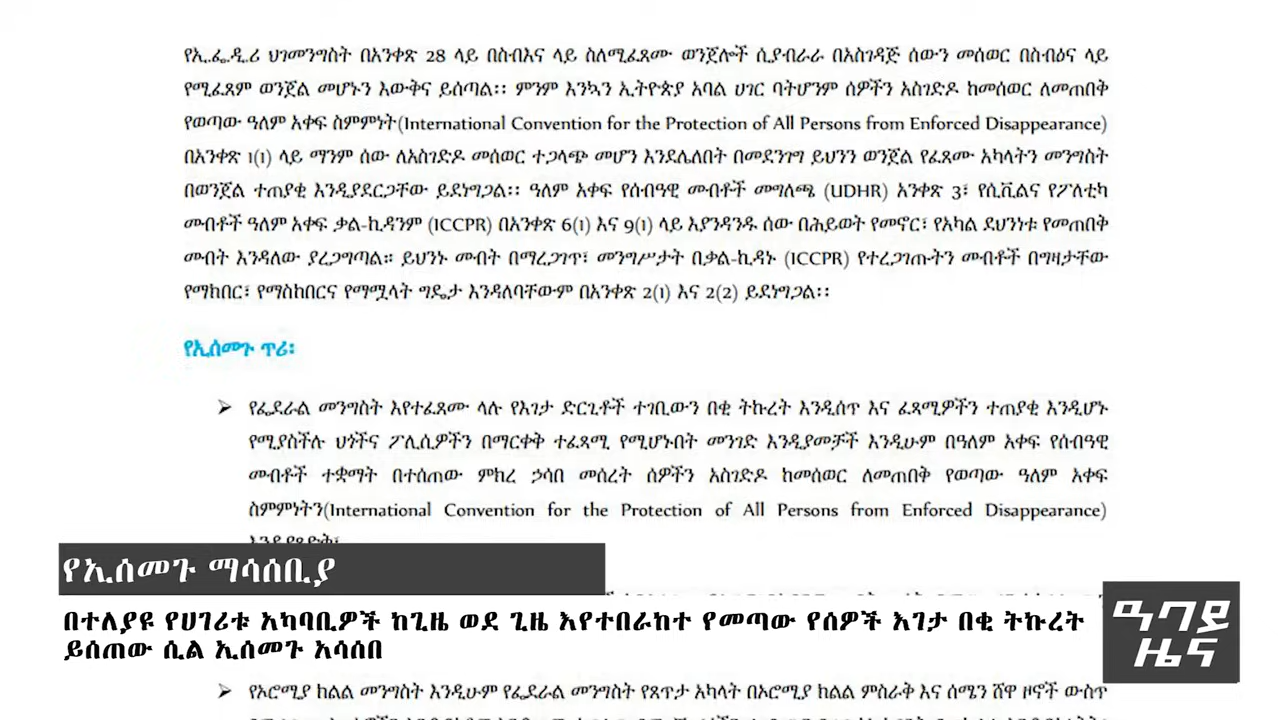 የኢ.ፌ.ዲ.ሪ ህገመንግስት በአንቀጽ 28 ላይ በስብእና ላይ ስለሚፈጸሙ ወንጀሎች ሲያብራራ በአስገዳጅ ሰውን መሰወር በስብዕና ላይ
የሚፈጸም ወንጀል መሆኑን እውቅና ይሰጣል፡፡ ምንም እንኳን ኢትዮጵያ አባል ሀገር ባትሆንም ሰዎችን አስገድዶ ከመሰወር ለመጠበቅ
የወጣው ዓለም አቀፍ ስምምነት(International Convention for the Protection of All Persons from Enforced Disappearance)
በአንቀጽ 1(1) ላይ ማንም ሰው ለአስገድዶ መሰወር ተጋላጭ መሆን እንደሌለበት በመደንገግ ይህንን ወንጀል የፈጸሙ አካላትን መንግስት
በወንጀል ተጠያቂ እንዲያደርጋቸው ይደነግጋል፡፡ ዓለም አቀፍ የሰብዓዊ መብቶች መግለጫ (UDHR) አንቀጽ 3፣ የሲቪልና የፖለቲካ
መብቶች ዓለም አቀፍ ቃል-ኪዳንም (ICCPR) በአንቀጽ 6(1) እና 9(1) ላይ እያንዳንዱ ሰው በሕይወት የመኖር፣ የአካል ደህንነቱ የመጠበቅ
መብት እንዳለው ያረጋግጣል። ይህንኑ መብት በማረጋገጥ፣ መንግሥታት በቃል-ኪዳኑ (ICCPR) የተረጋገጡትን መብቶች በግዛታቸው
የማክበር፣ የማስከበርና የማሟላት ግዴታ እንዳለባቸውም በአንቀጽ 2(1) እና 2(2) ይደነግጋል፡፡
የኢሰመጉ ጥሪ፡
➢ የፌደራል መንግስት እየተፈጸሙ ላሉ የእገታ ድርጊቶች ተገቢውን በቂ ትኩረት እንዲሰጥ እና ፈጻሚዎችን ተጠያቂ እንዲሆኑ
የሚያስችሉ ህጎችና ፖሊሲዎችን በማርቀቅ ተፈጻሚ የሚሆኑበት መንገድ እንዲያመቻች እንዲሁም በዓለም አቀፍ የሰብዓዊ
መብቶች ተቋማት በተሰጠው ምክረ ኃሳበ መሰረት ሰዎችን አስገድዶ ከመሰወር ለመጠበቅ የወጣው ዓለም አቀፍ
ስምምነትን(International Convention for the Protection of All Persons from Enforced Disappearance)
የኢሰመጉ ማሳሰቢያ
በተለያዩ የሀገሪቱ አካባቢዎች ከጊዜ ወደ ጊዜ እየተበራከተ የመጣው የሰዎች እገታ በቂ ትኩረት
ይሰጠው ሲል ኢሰመጉ አሳሰበ
ዓባይ
ዜና
➢ የኦሮሚያ ክልል መንግስት እንዲሁም የፌደራል መንግስት የጸጥታ አካላት በኦሮሚያ ክልል ምስራቅ እና ሰሜን ሸዋ ዞኖች ውስጥ